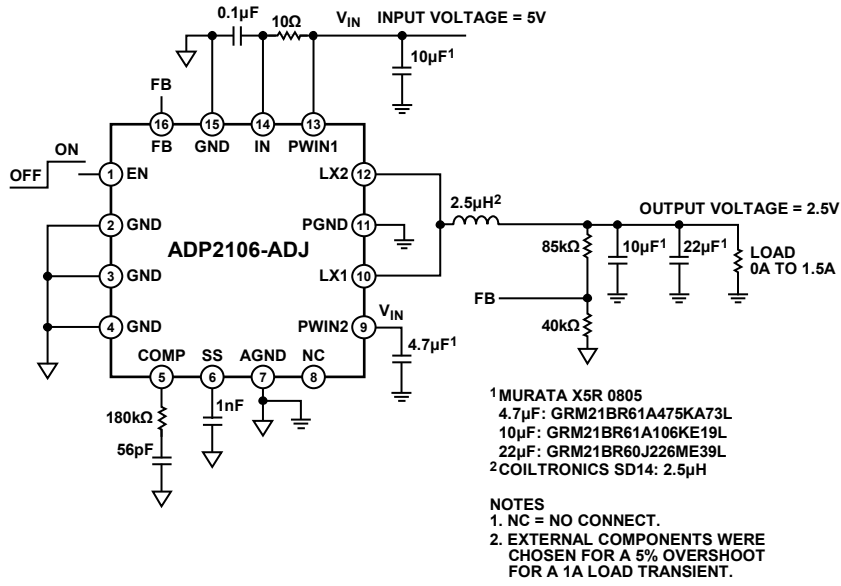 0.1µF
10Ω
VIN
INPUT VOLTAGE = 5V
10µF1
FB
16
15
14
13
FB
GND
IN
PWIN1
OFF
ON
1
EN
2
GND
3
GND
4
GND
ADP2106-ADJ
LX2
12
PGND
11
LX1
10
PWIN2
9
VIN
4.7µF1
2.5µH2
OUTPUT VOLTAGE = 2.5V
85kΩ
10µF1
22µF1
LOAD
0A TO 1.5A
FB
40kΩ
COMP
SS
AGND
NC
5
6
7
8
180kΩ
56pF
1nF
1MURATA X5R 0805
4.7µF: GRM21BR61A475KA73L
10µF: GRM21BR61A106KE19L
22µF: GRM21BR60J226ME39L
2COILTRONICS SD14: 2.5µH
NOTES
1. NC = NO CONNECT.
2. EXTERNAL COMPONENTS WERE
CHOSEN FOR A 5% OVERSHOOT
FOR A 1A LOAD TRANSIENT.